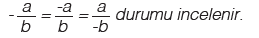 -a/b = -a/b = a/-b durumu incelenir.